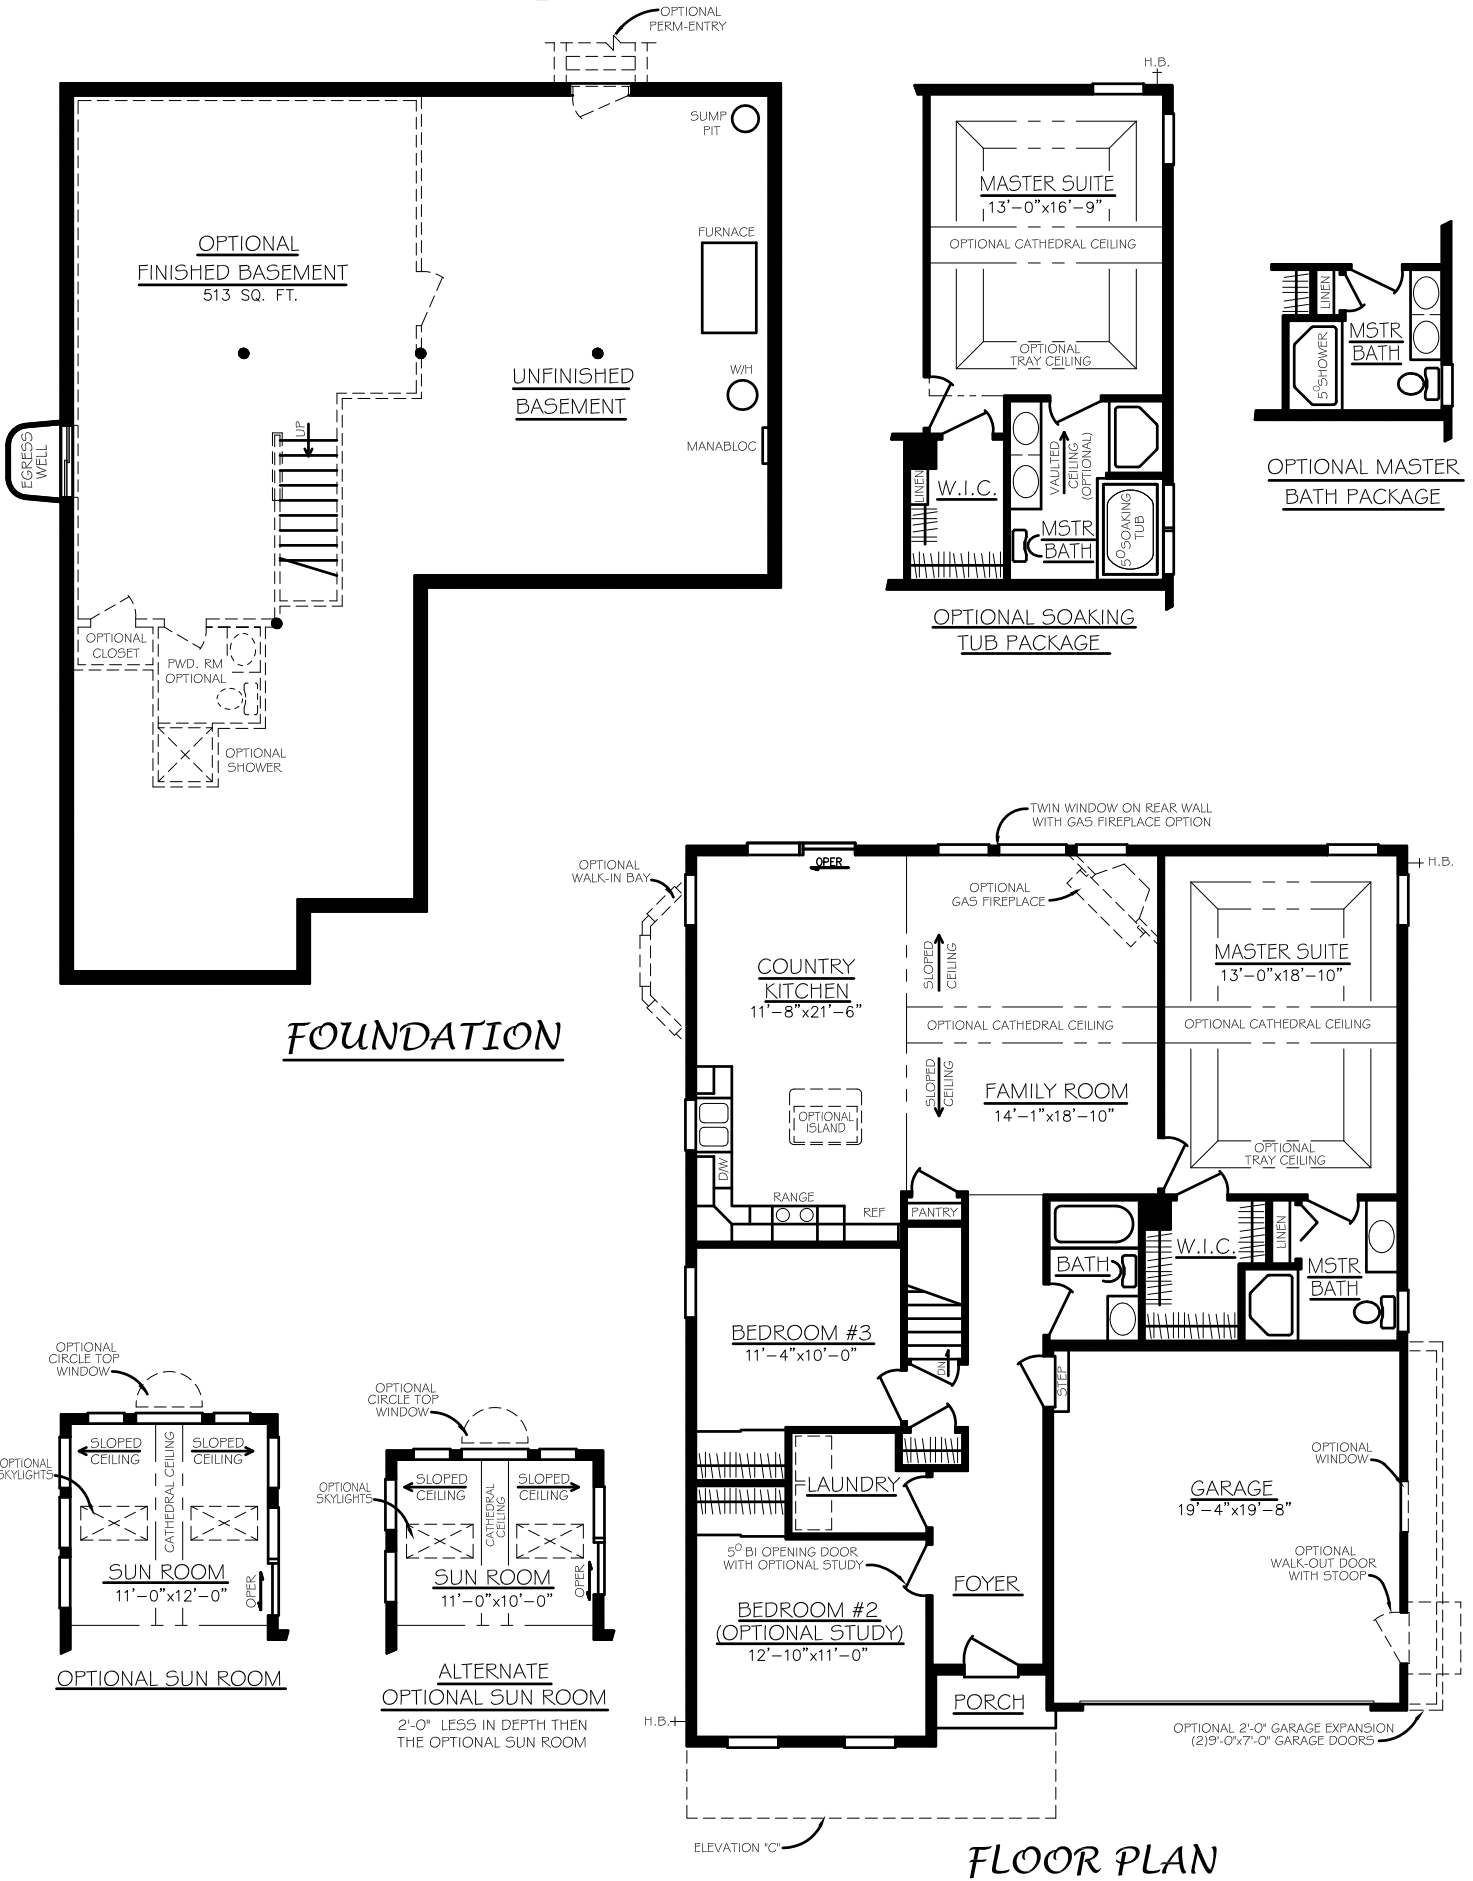 OPTIONAL
PERM-ENTRY
SUMP
PIT
OPTIONAL
FINISHED BASEMENT
513 SQ. FT.
FURNACE
UNFINISHED
BASEMENT
W/H
MANABLOC
EGRESS
WELL
UP
OPTIONAL
CLOSET
PWD. RM
OPTIONAL
OPTIONAL
SHOWER
FOUNDATION
H.B.
MASTER SUITE
13'-0"x16'-9"
OPTIONAL CATHEDRAL CEILING
OPTIONAL
TRAY CEILING
LINEN
W.I.C.
VAULTED
CEILING
(OPTIONAL)
MSTR
BATH
5⁰SOAKING
TUB
OPTIONAL SOAKING
TUB PACKAGE
LINEN
MSTR
BATH
5⁰SHOWER
OPTIONAL MASTER
BATH PACKAGE
TWIN WINDOW ON REAR WALL
WITH GAS FIREPLACE OPTION
OPTIONAL
WALK-IN BAY
OPER
OPTIONAL
GAS FIREPLACE
H.B.
COUNTRY
KITCHEN
11'-8"x21'-6"
SLOPED
CEILING
MASTER SUITE
13'-0"x18'-10"
OPTIONAL CATHEDRAL CEILING
OPTIONAL CATHEDRAL CEILING
SLOPED
CEILING
FAMILY ROOM
14'-1"x18'-10"
OPTIONAL
ISLAND
OPTIONAL
TRAY CEILING
D/W
RANGE
REF
PANTRY
BATH
W.I.C.
LINEN
MSTR
BATH
BEDROOM #3
11'-4"x10'-0"
DN
STEP
LAUNDRY
OPTIONAL
WINDOW
GARAGE
19'-4"x19'-8"
5⁰ BI OPENING DOOR
WITH OPTIONAL STUDY
FOYER
OPTIONAL
WALK-OUT DOOR
WITH STOOP
BEDROOM #2
(OPTIONAL STUDY)
12'-10"x11'-0"
PORCH
H.B.
OPTIONAL 2'-0" GARAGE EXPANSION
(2)9'-0"x7'-0" GARAGE DOORS
ELEVATION "C"
FLOOR PLAN
OPTIONAL
CIRCLE TOP
WINDOW
SLOPED
CEILING
CATHEDRAL CEILING
SLOPED
CEILING
OPTIONAL
SKYLIGHTS
SUN ROOM
11'-0"x12'-0"
OPER
OPTIONAL SUN ROOM
OPTIONAL
CIRCLE TOP
WINDOW
SLOPED
CEILING
CATHEDRAL
CEILING
SLOPED
CEILING
OPTIONAL
SKYLIGHTS
SUN ROOM
11'-0"x10'-0"
OPER
ALTERNATE
OPTIONAL SUN ROOM
2'-0" LESS IN DEPTH THEN
THE OPTIONAL SUN ROOM